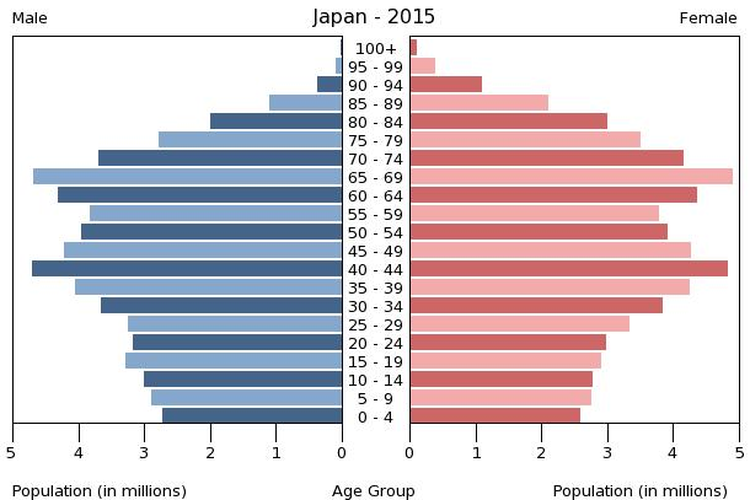 Japan - 2015
Male
Female
100+
95 - 99
90 - 94
85 - 89
80 - 84
75 - 79
70 - 74
65 - 69
60 - 64
55 - 59
50 - 54
45 - 49
40 - 44
35 - 39
30 - 34
25 - 29
20 - 24
15 - 19
10 - 14
5 - 9
0 - 4
5 4 3 2 1 0 0 1 2 3 4 5
Population (in millions) Age Group Population (in millions)